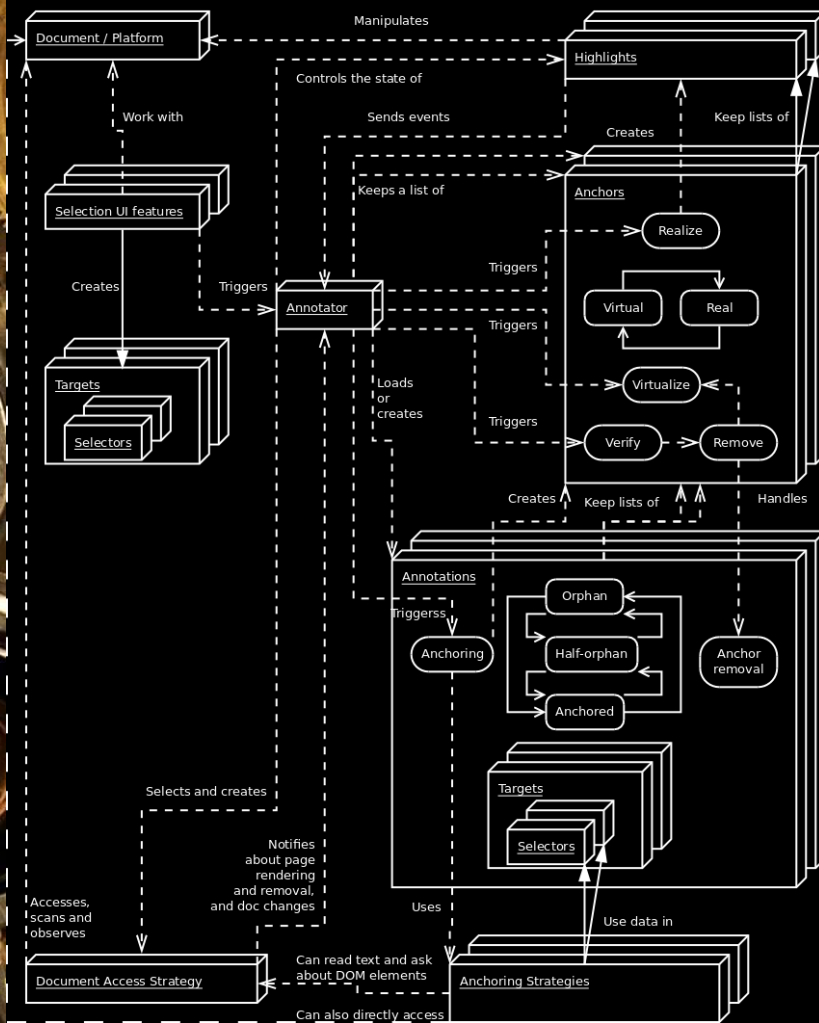 Manipulates
Document / Platform
Highlights
Controls the state of
Work with
Sends events
Keep lists of
Creates
Keeps a list of
Anchors
Selection UI features
Realize
Triggers
Creates
Triggers
Annotator
Virtual
Real
Triggers
Targets
Loads
or
creates
Virtualize
Triggers
Selectors
Verify
Remove
Creates
Keep lists of
Handles
Annotations
Orphan
Triggerss
Anchoring
Half-orphan
Anchor
removal
Anchored
Targets
Selects and creates
Selectors
Notifies
about page
rendering
and removal,
and doc changes
Accesses,
scans and
observes
Uses
Use data in
Can read text and ask
about DOM elements
Document Access Strategy
Anchoring Strategies
Can also directly access